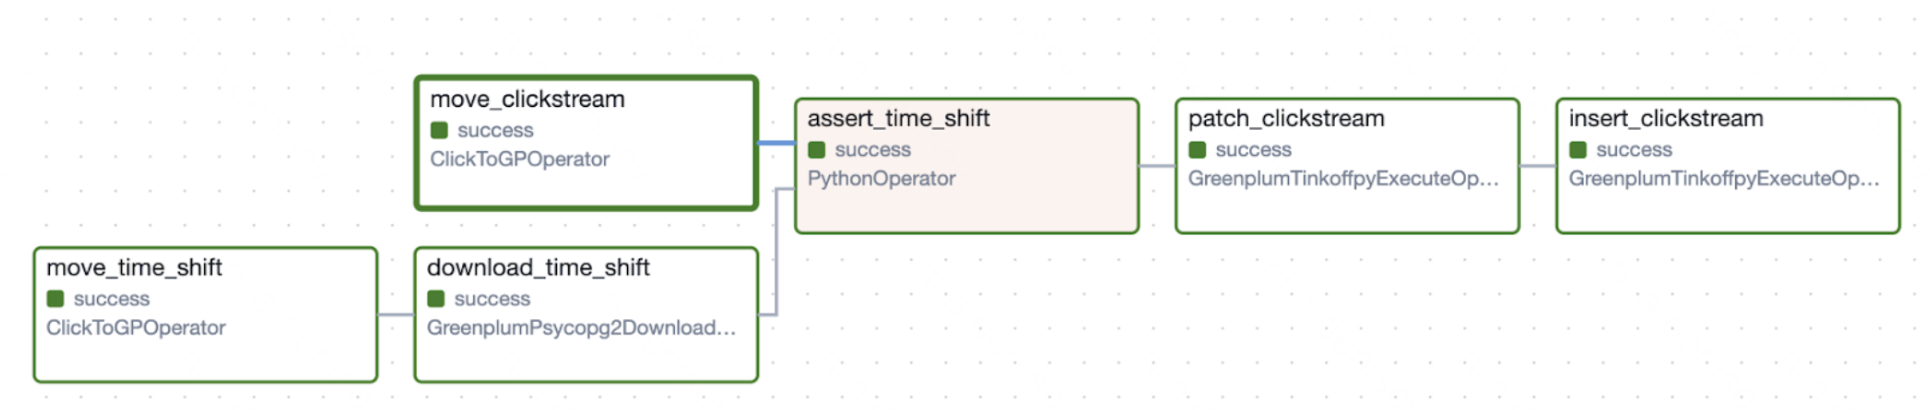 move_clickstream
success
ClickToGPOperator
assert_time_shift
success
PythonOperator
patch_clickstream
success
GreenplumTinkoffpyExecuteOp...
insert_clickstream
success
GreenplumTinkoffpyExecuteOp...
move_time_shift
success
ClickToGPOperator
download_time_shift
success
GreenplumPsycopg2Download...